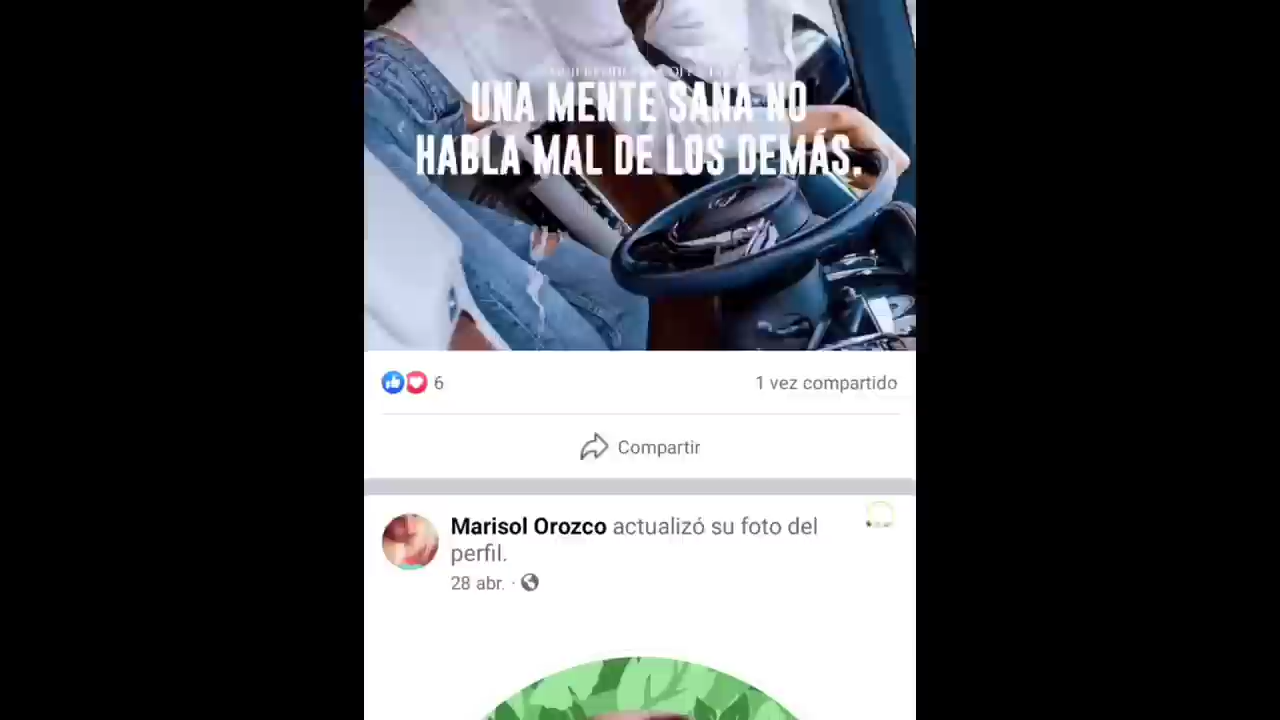 UNA MENTE SANA NO
HABLA MAL DE LOS DEMÁS.
6
1 vez compartido
Compartir
Marisol Orozco actualizó su foto del
perfil.
28 abr. ·